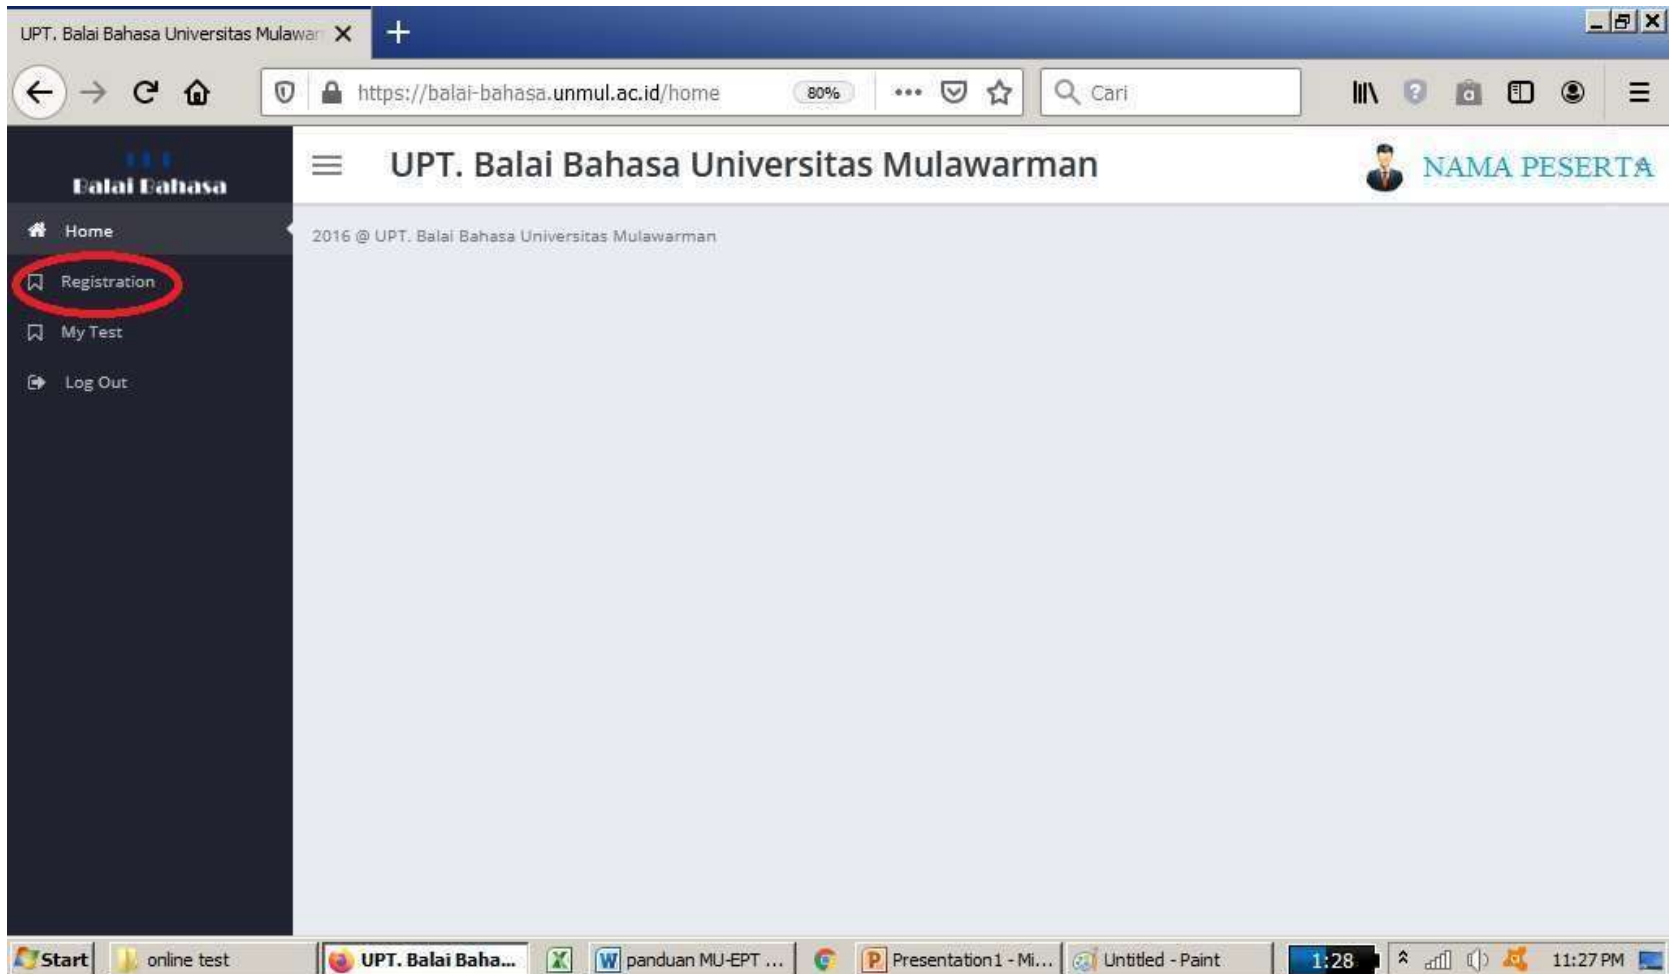 UPT. Balai Bahasa Universitas Mulawar
https://balai-bahasa.unmul.ac.id/home 80% Cari
Balai Bahasa
UPT. Balai Bahasa Universitas Mulawarman
NAMA PESERTA
Home
2016 @ UPT. Balai Bahasa Universitas Mulawarman
Registration
My Test
Log Out
Start online test UPT. Balai Baha... panduan MU-EPT ... Presentation1 - Mi... Untitled - Paint 1:28 11:27 PM